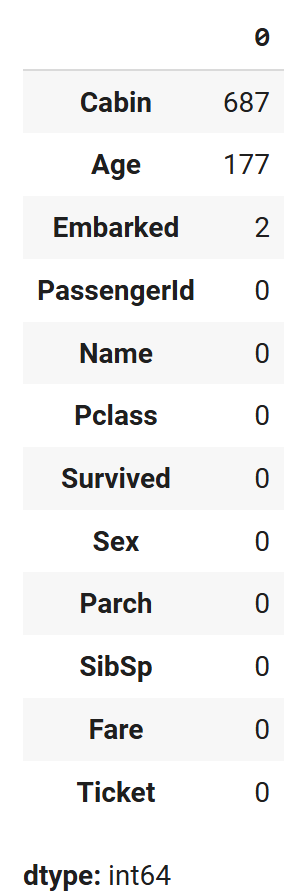 0
Cabin 687
Age 177
Embarked 2
PassengerId 0
Name 0
Pclass 0
Survived 0
Sex 0
Parch 0
SibSp 0
Fare 0
Ticket 0
dtype: int64